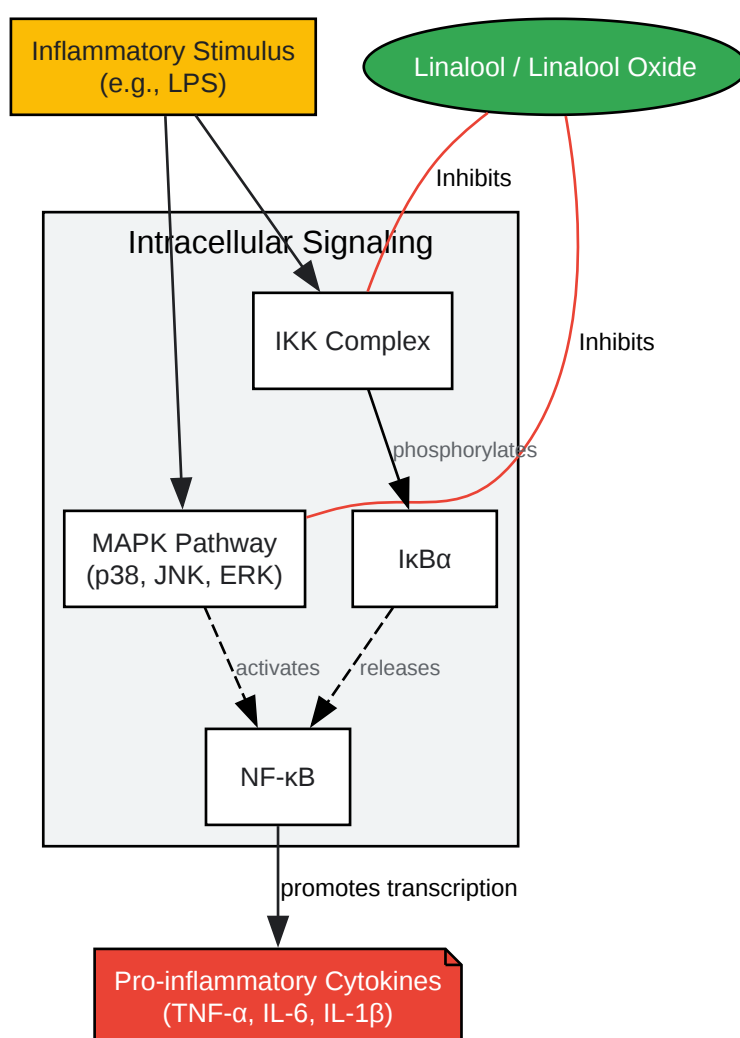 Inflammatory Stimulus
(e.g., LPS)
Linalool / Linalool Oxide
Inhibits
Intracellular Signaling
IKK Complex
Inhibits
phosphorylates
MAPK Pathway
(p38, JNK, ERK)
IκBα
activates
releases
NF-κB
promotes transcription
Pro-inflammatory Cytokines
(TNF-α, IL-6, IL-1β)